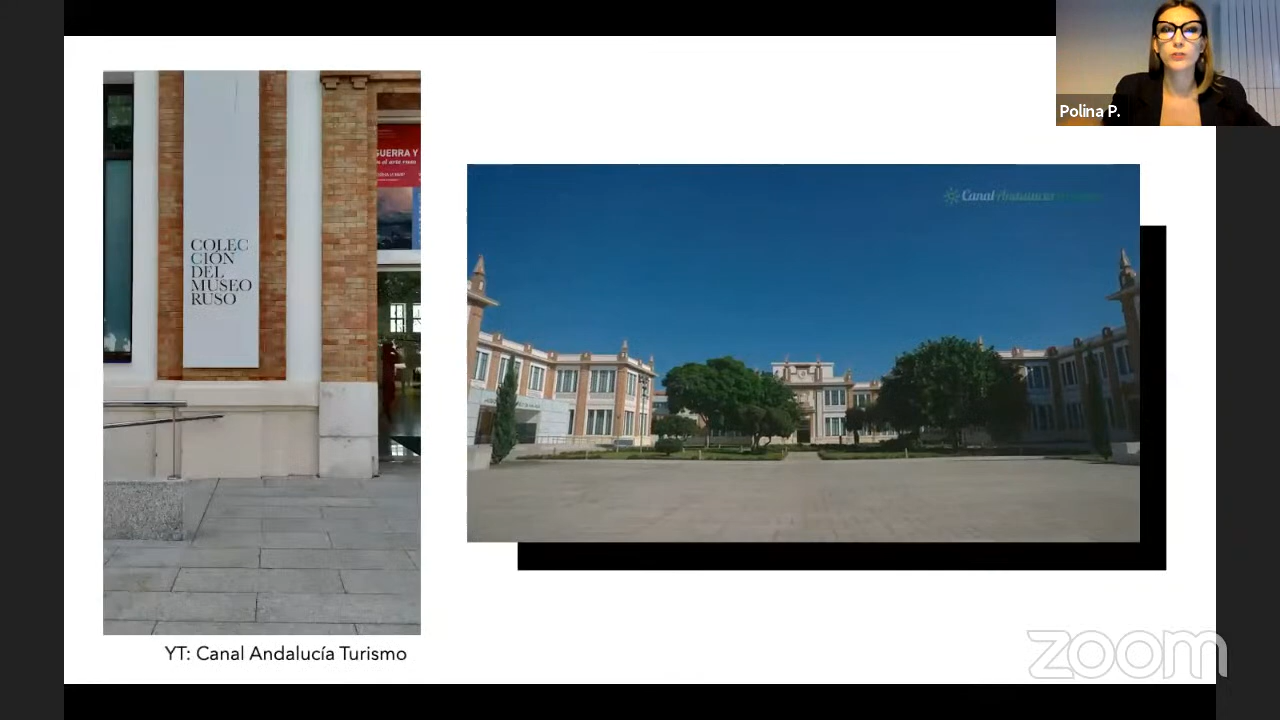 Polina P.
GUERRA Y
COLEC
CIÓN
DEL
MUSEO
RUSO
Canal Andalucía
YT: Canal Andalucía Turismo
zoom